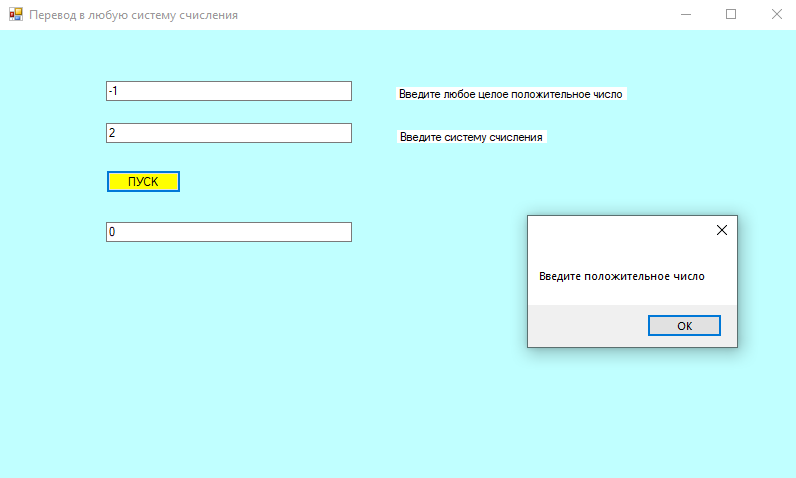 Перевод в любую систему счисления
-1
Введите любое целое положительное число
2
Введите систему счисления
ПУСК
0
Введите положительное число
ОК